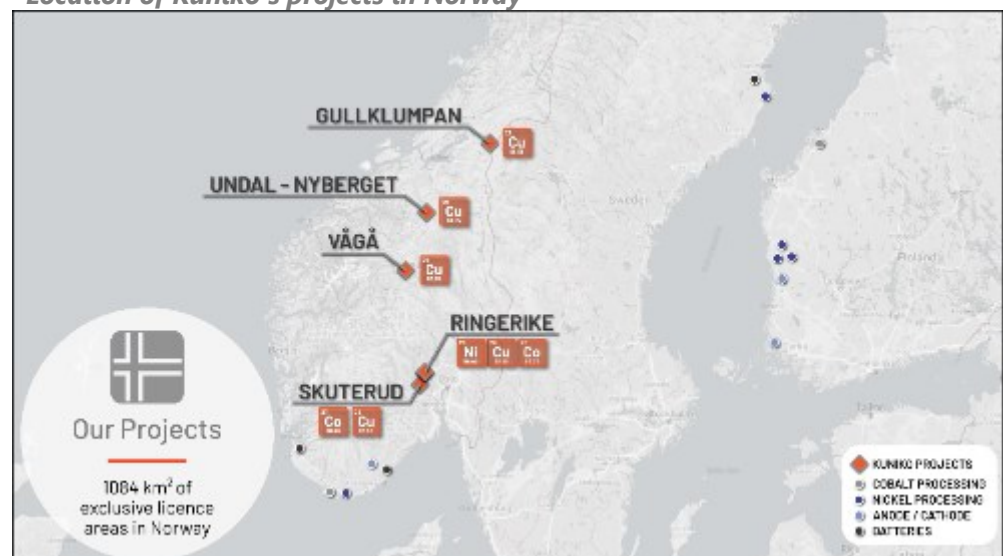 Location of Kuniko's projects in Norway
GULLKLUMPAN
Cu
UNDAL - NYBERGET
Cu
VÅGÅ
Cu
RINGERIKE
Ni Cu Co
SKUTERUD
Co Cu
Sweden
Our Projects
1084 km² of
exclusive licence
areas in Norway
KUNIKO PROJECTS
COBALT PROCESSING
NICKEL PROCESSING
ANODE / CATHODE
BATTERIES